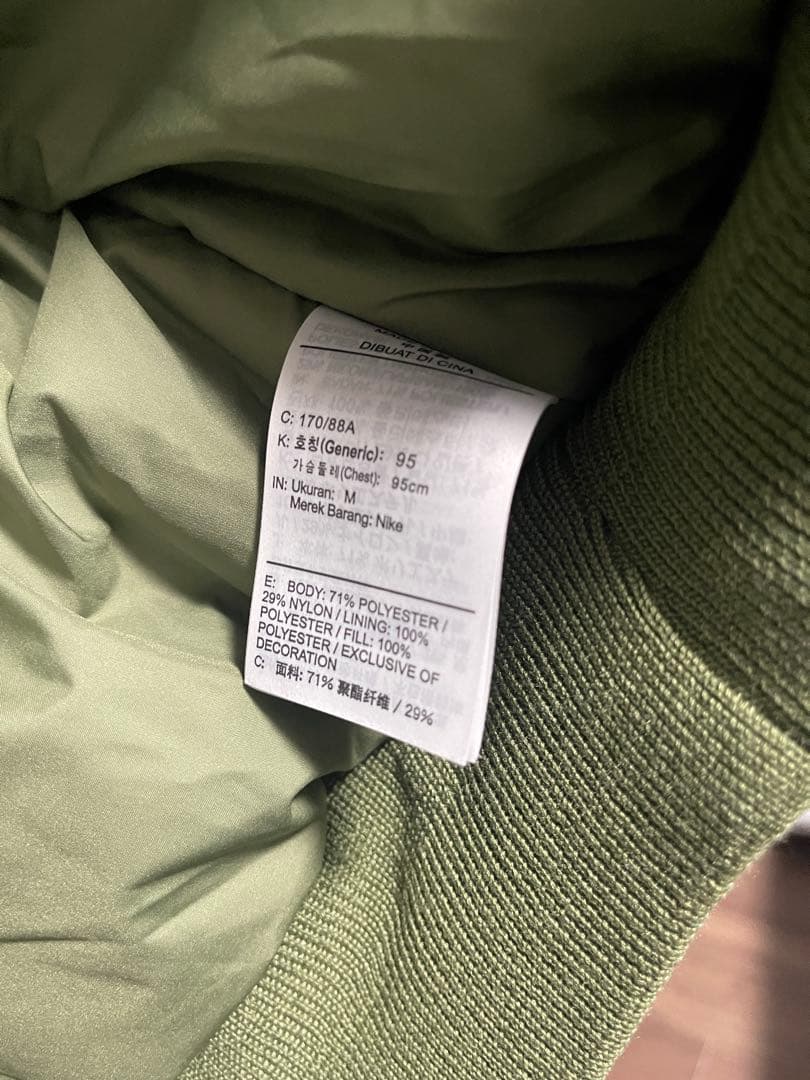 DIBUAT DI CINA
C: 170/88A
K: 호칭(Generic): 95
가슴둘레(Chest): 95cm
IN: Ukuran: M
Merek Barang: Nike
E: BODY: 71% POLYESTER /
29% NYLON / LINING: 100%
POLYESTER / FILL: 100%
POLYESTER / EXCLUSIVE OF
DECORATION
C: 面料: 71% 聚酯纤维 / 29%